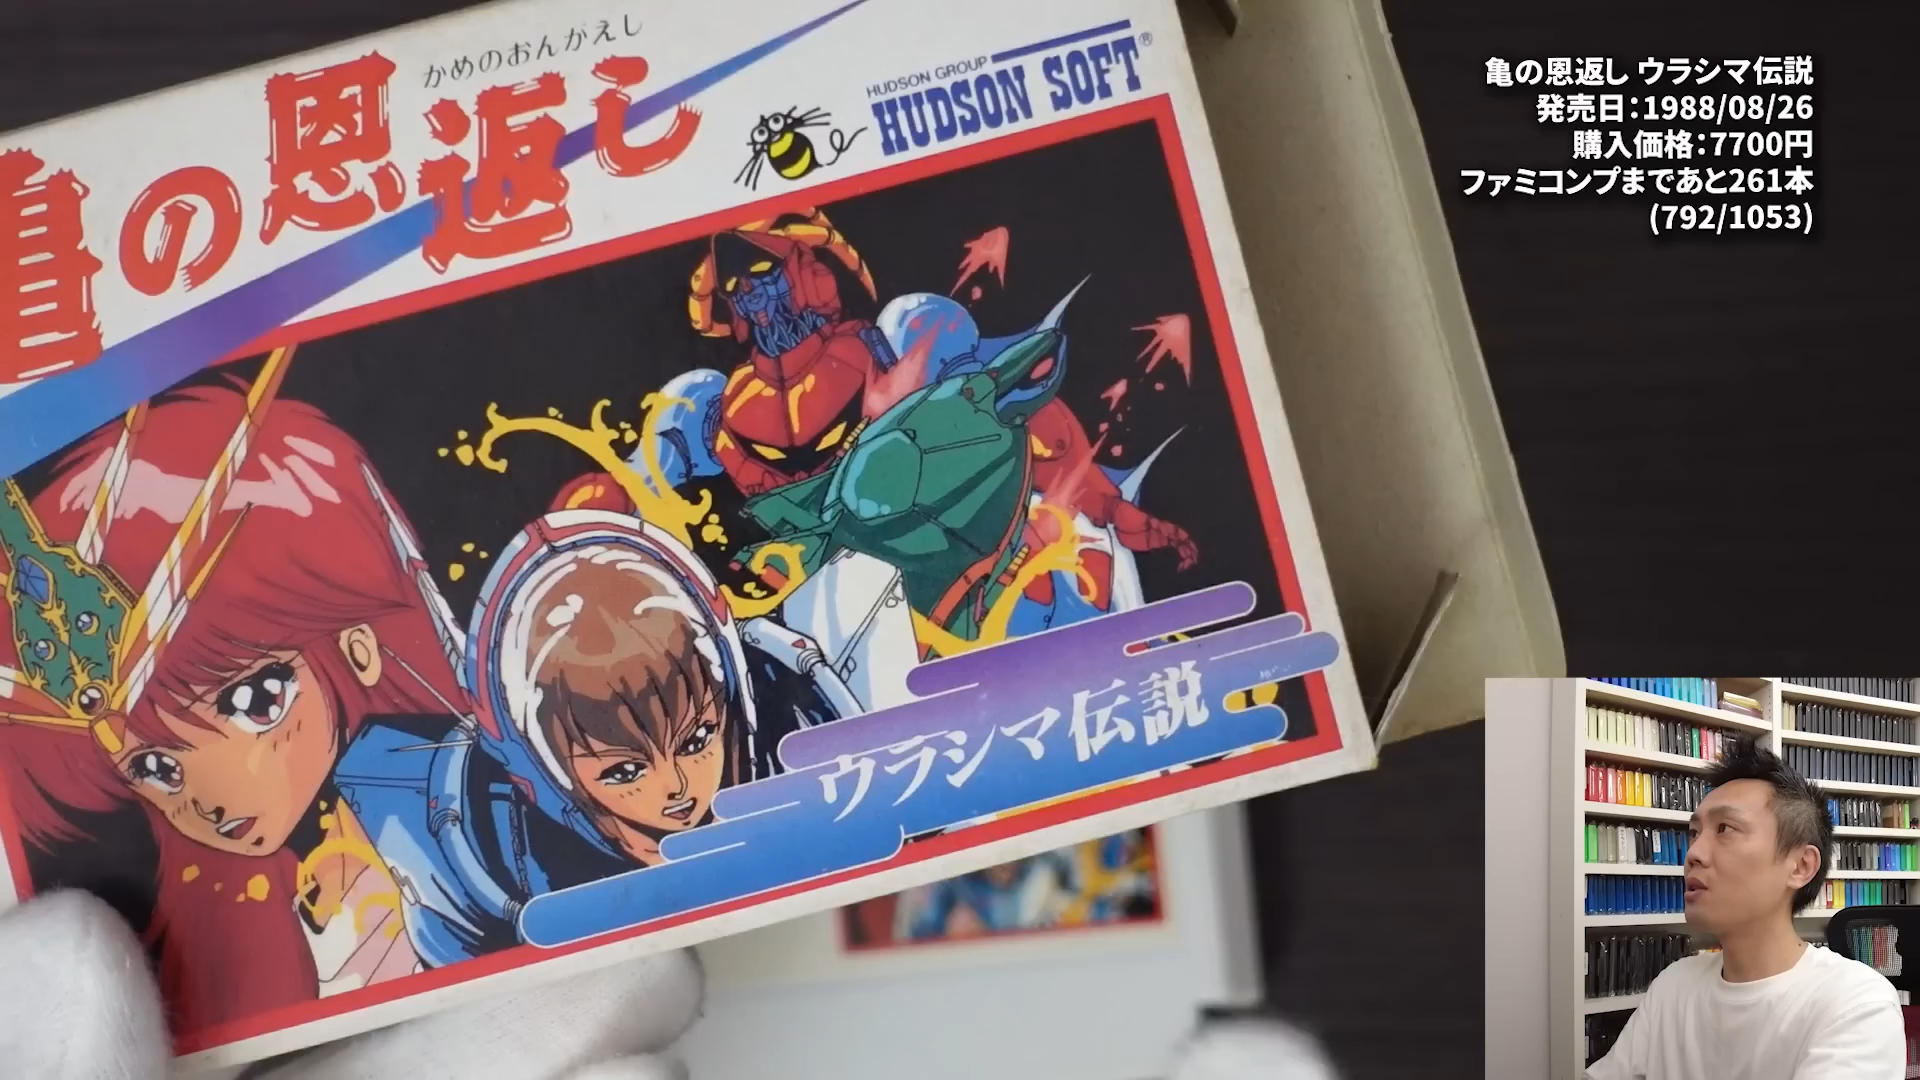 かめのおんがえし
亀の恩返し
HUDSON GROUP
HUDSON SOFT®
ウラシマ伝説
亀の恩返し ウラシマ伝説
発売日：1988/08/26
購入価格：7700円
ファミコンプまであと261本
(792/1053)